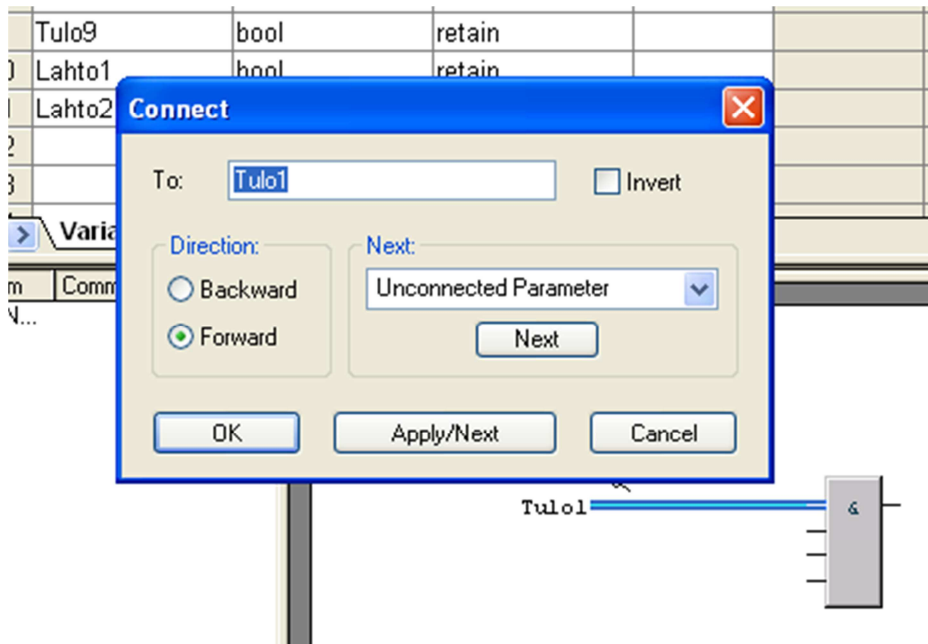 Tulo9 bool retain
Lahto1 bool retain
Lahto2
Connect
To: Tulo1 Invert
Varia
Direction: Next:
Comm
Backward Unconnected Parameter
N...
Forward Next
OK Apply/Next Cancel
Tulo1 &